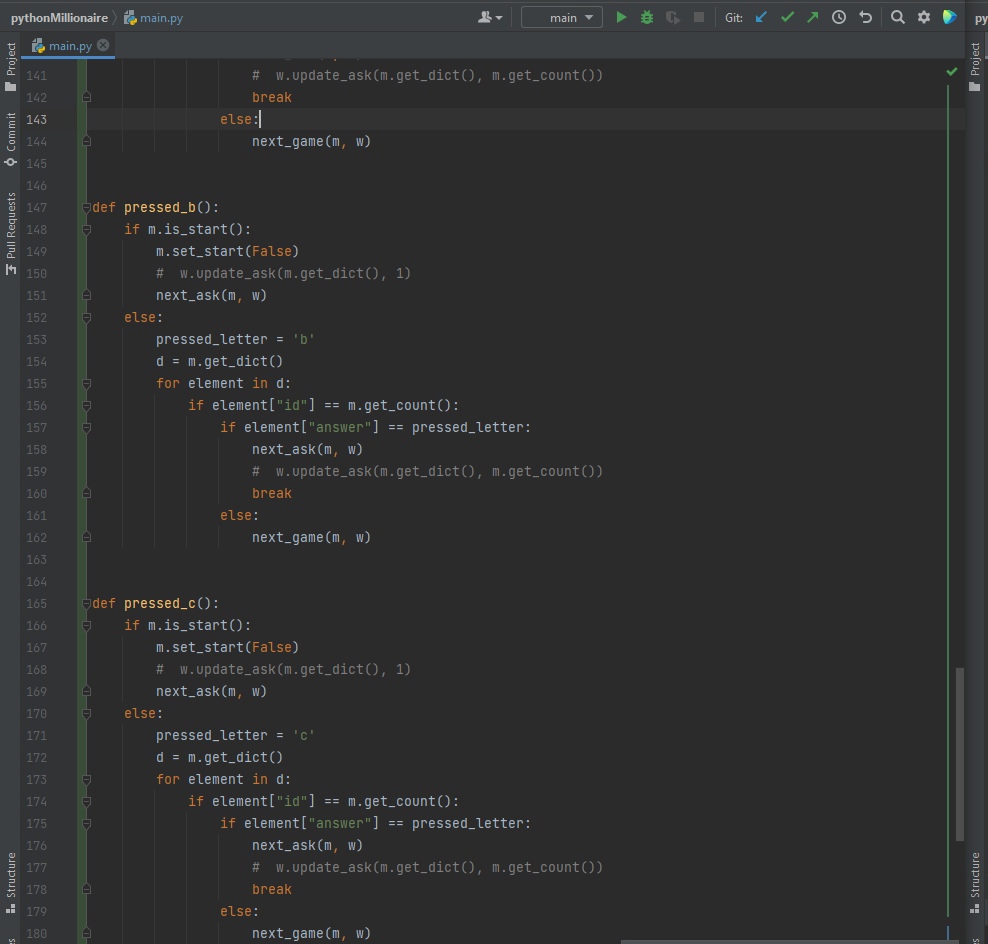 pythonMillionaire main.py main Git: py
main.py
Project
Commit
Pull Requests
Structure
141 #  w.update_ask(m.get_dict(), m.get_count())
142 break
143 else:
144 next_game(m, w)
145
146
147 def pressed_b():
148 if m.is_start():
149 m.set_start(False)
150 #  w.update_ask(m.get_dict(), 1)
151 next_ask(m, w)
152 else:
153 pressed_letter = 'b'
154 d = m.get_dict()
155 for element in d:
156 if element["id"] == m.get_count():
157 if element["answer"] == pressed_letter:
158 next_ask(m, w)
159 #  w.update_ask(m.get_dict(), m.get_count())
160 break
161 else:
162 next_game(m, w)
163
164
165 def pressed_c():
166 if m.is_start():
167 m.set_start(False)
168 #  w.update_ask(m.get_dict(), 1)
169 next_ask(m, w)
170 else:
171 pressed_letter = 'c'
172 d = m.get_dict()
173 for element in d:
174 if element["id"] == m.get_count():
175 if element["answer"] == pressed_letter:
176 next_ask(m, w)
177 #  w.update_ask(m.get_dict(), m.get_count())
178 break
179 else:
180 next_game(m, w)
Project
Structure